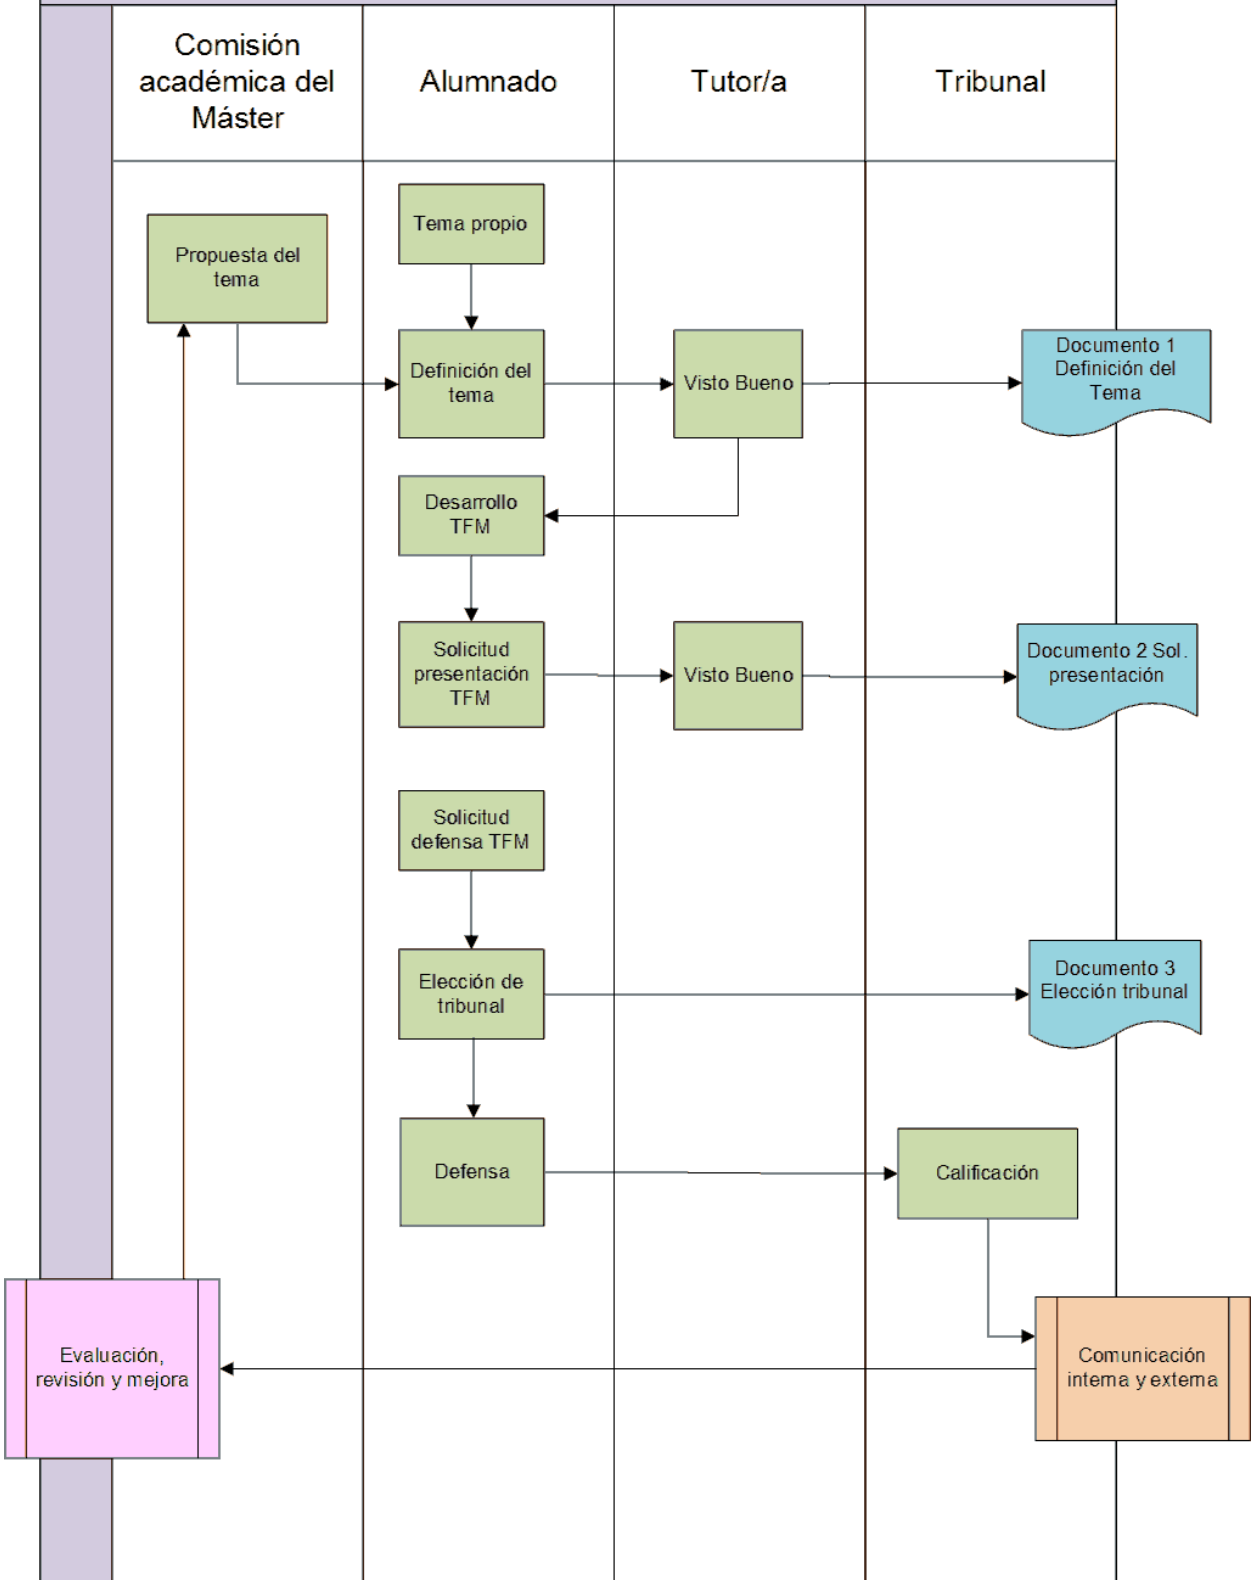 Comisión
académica del
Máster
Alumnado
Tutor/a
Tribunal
Tema propio
Propuesta del
tema
Definición del
tema
Visto Bueno
Documento 1
Definición del
Tema
Desarrollo
TFM
Solicitud
presentación
TFM
Visto Bueno
Documento 2 Sol.
presentación
Solicitud
defensa TFM
Elección de
tribunal
Documento 3
Elección tribunal
Defensa
Calificación
Evaluación,
revisión y mejora
Comunicación
interna y externa